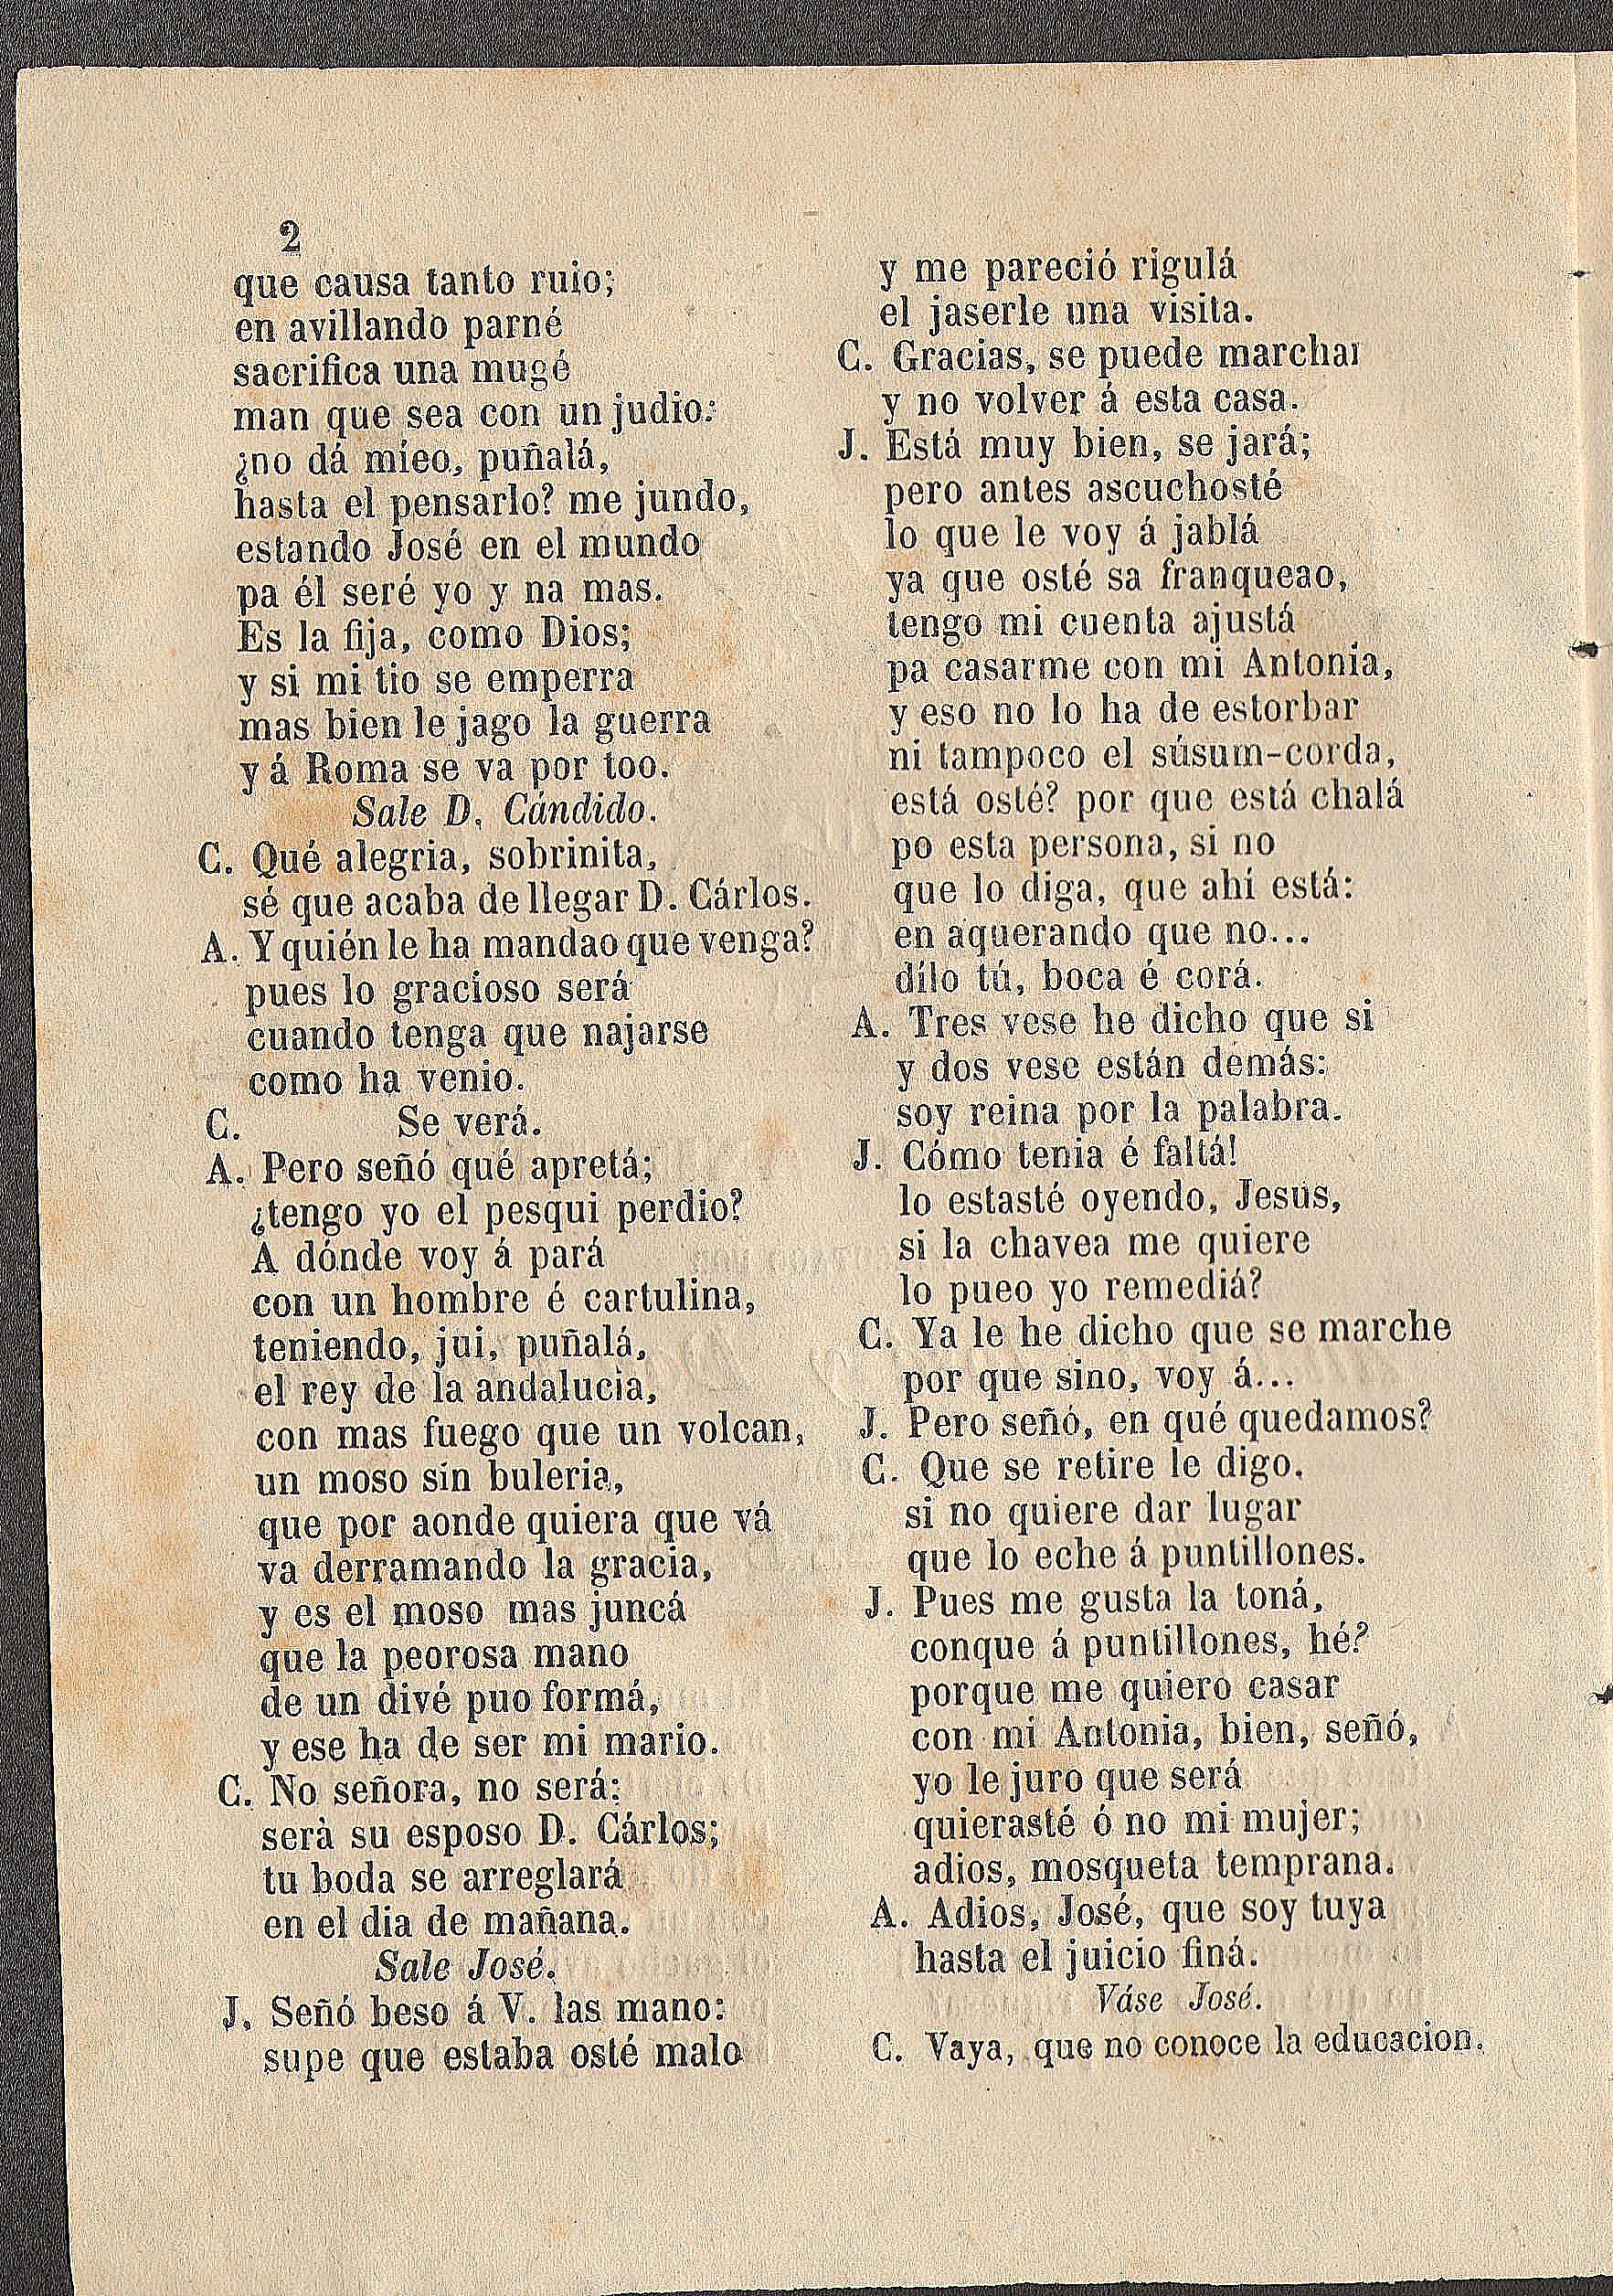 2
que causa tanto ruio;
en avillando parné
sacrifica una mugé
man que sea con un judio:
¿no dá mieo, puñalá,
hasta el pensarlo? me jundo,
estando José en el mundo
pa él seré yo y na mas.
Es la fija, como Dios;
y si mi tio se emperra
mas bien le jago la guerra
y á Roma se va por too.
Sale D. Cándido.
C. Qué alegria, sobrinita,
sé que acaba de llegar D. Cárlos.
A. Y quién le ha mandao que venga?
pues lo gracioso será
cuando tenga que najarse
como ha venio.
C. Se verá.
A. Pero señó qué apretá;
¿tengo yo el pesqui perdio?
A dónde voy á pará
con un hombre é cartulina,
teniendo, jui, puñalá,
el rey de la andalucia,
con mas fuego que un volcan,
un moso sin buleria,
que por aonde quiera que vá
va derramando la gracia,
y es el moso mas juncá
que la peorosa mano
de un divé puo formá,
y ese ha de ser mi mario.
C. No señora, no será:
serà su esposo D. Cárlos;
tu boda se arreglará
en el dia de mañana.
Sale José.
J. Señó beso á V. las mano:
supe que estaba osté malo
y me pareció rigulá
el jaserle una visita.
C. Gracias, se puede marchar
y no volver á esta casa.
J. Está muy bien, se jará;
pero antes ascuchosté
lo que le voy á jablá
ya que osté sa franqueao,
tengo mi cuenta ajustá
pa casarme con mi Antonia,
y eso no lo ha de estorbar
ni tampoco el súsum-corda,
está osté? por que está chalá
po esta persona, si no
que lo diga, que ahí está:
en aquerando que no...
dílo tú, boca é corá.
A. Tres vese he dicho que si
y dos vese están demás:
soy reina por la palabra.
J. Cómo tenia é faltá!
lo estasté oyendo, Jesus,
si la chavea me quiere
lo pueo yo remediá?
C. Ya le he dicho que se marche
por que sino, voy á...
J. Pero señó, en qué quedamos?
C. Que se retire le digo,
si no quiere dar lugar
que lo eche á puntillones.
J. Pues me gusta la toná,
conque á puntillones, hé?
porque me quiero casar
con mi Antonia, bien, señó,
yo le juro que será
quierasté ó no mi mujer;
adios, mosqueta temprana.
A. Adios, José, que soy tuya
hasta el juicio finá.
Váse José.
C. Vaya, que no conoce la educacion.